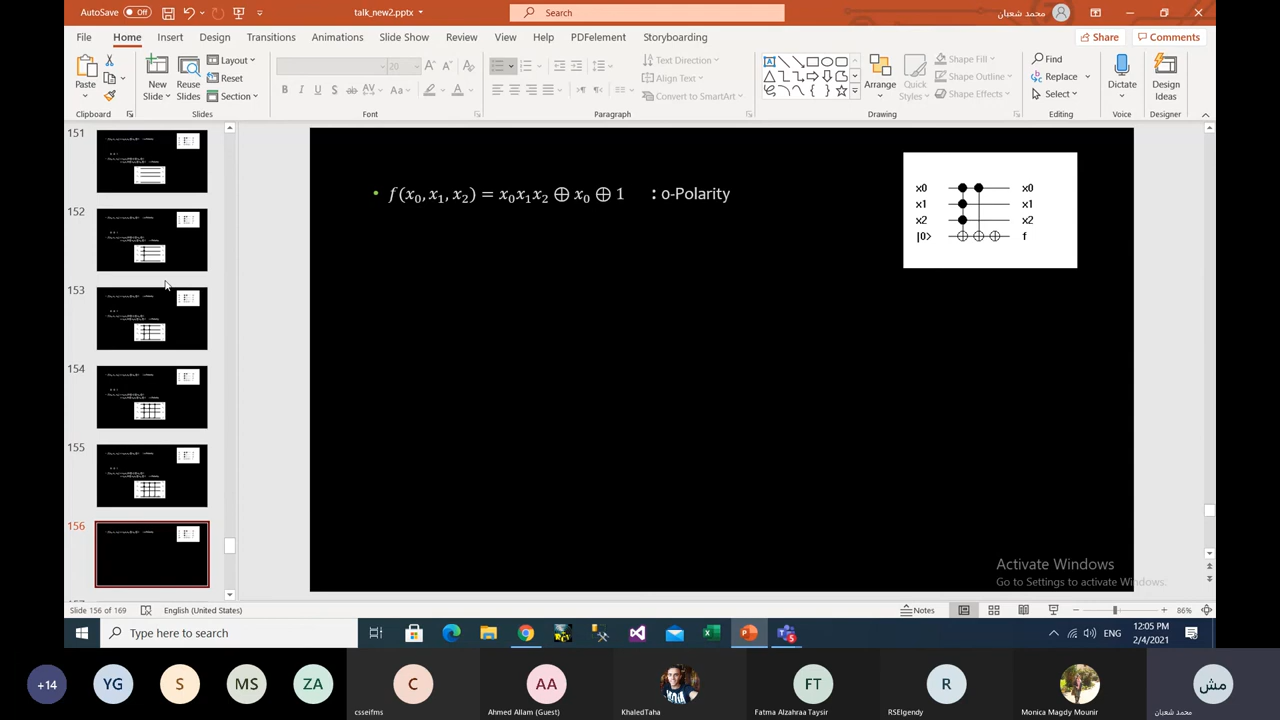 AutoSave Off talk_new2.pptx Search محمد شعبان
File Home Insert Design Transitions Animations Slide Show Review View Help PDFelement Storyboarding Share Comments
Paste New Slides Reuse Slides Layout Reset Section
20
Text Direction Align Text Convert to SmartArt
Arrange Quick Styles Shape Fill Shape Outline Shape Effects
Find Replace Select Dictate Design Ideas
Clipboard Slides Font Paragraph Drawing Editing Voice Designer
151
152
153
154
155
156
• f(x₀, x₁, x₂) = x₀x₁x₂ ⊕ x₀ ⊕ 1 : 0-Polarity
x0 x0
x1 x1
x2 x2
|0> f
Activate Windows
Go to Settings to activate Windows.
Slide 156 of 169 English (United States) Notes 86%
Type here to search ENG 12:05 PM
2/4/2021
+14 YG S MS ZA C AA FT R مش
csseifms Ahmed Allam (Guest) KhaledTaha Fatma Alzahraa Taysir RSElgendy Monica Magdy Mounir محمد شعبان